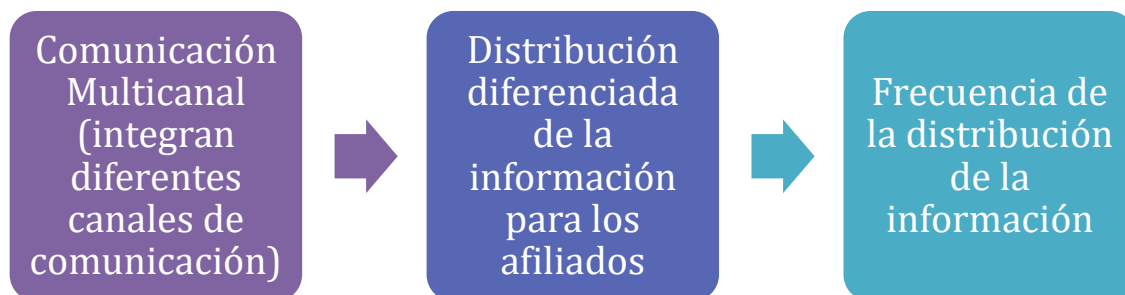 Comunicación
Multicanal
(integran
diferentes
canales de
comunicación)
Distribución
diferenciada
de la
información
para los
afiliados
Frecuencia de
la distribución
de la
información